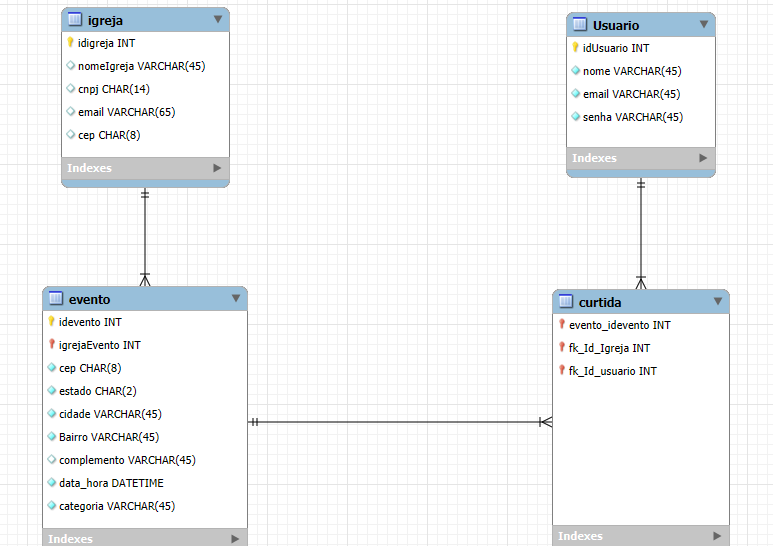 igreja
idigreja INT
nomeIgreja VARCHAR(45)
cnpj CHAR(14)
email VARCHAR(65)
cep CHAR(8)
Indexes
Usuario
idUsuario INT
nome VARCHAR(45)
email VARCHAR(45)
senha VARCHAR(45)
Indexes
evento
idevento INT
igrejaEvento INT
cep CHAR(8)
estado CHAR(2)
cidade VARCHAR(45)
Bairro VARCHAR(45)
complemento VARCHAR(45)
data_hora DATETIME
categoria VARCHAR(45)
Indexes
curtida
evento_idevento INT
fk_Id_Igreja INT
fk_Id_usuario INT
Indexes